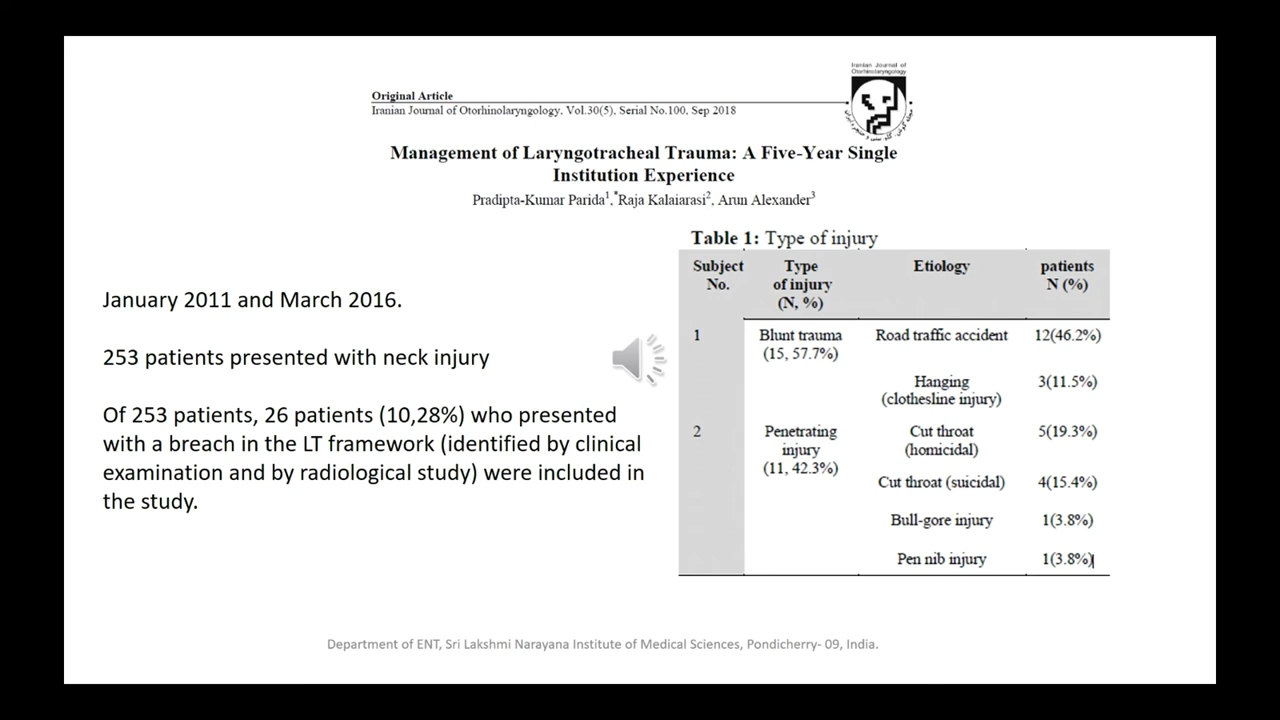 Iranian Journal of
Otorhinolaryngology
Original Article
Iranian Journal of Otorhinolaryngology, Vol.30(5), Serial No.100, Sep 2018
Management of Laryngotracheal Trauma: A Five-Year Single
Institution Experience
Pradipta-Kumar Parida1,*Raja Kalaiarasi2, Arun Alexander3
January 2011 and March 2016.
253 patients presented with neck injury
Of 253 patients, 26 patients (10,28%) who presented
with a breach in the LT framework (identified by clinical
examination and by radiological study) were included in
the study.
Table 1: Type of injury
Subject No. Type of injury (N, %) Etiology patients N (%)
1 Blunt trauma (15, 57.7%) Road traffic accident 12(46.2%)
Hanging (clothesline injury) 3(11.5%)
2 Penetrating injury (11, 42.3%) Cut throat (homicidal) 5(19.3%)
Cut throat (suicidal) 4(15.4%)
Bull-gore injury 1(3.8%)
Pen nib injury 1(3.8%)
Department of ENT, Sri Lakshmi Narayana Institute of Medical Sciences, Pondicherry- 09, India.